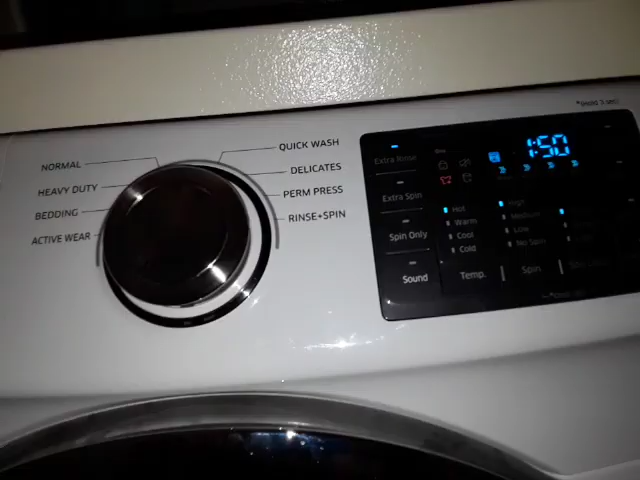 *(Hold 3 sec)
NORMAL
QUICK WASH
HEAVY DUTY
DELICATES
BEDDING
PERM PRESS
ACTIVE WEAR
RINSE+SPIN
1:50
Extra Rinse
Extra Spin
Spin Only
Sound
Hot
Warm
Cool
Cold
Temp.
High
Medium
Low
No Spin
Spin